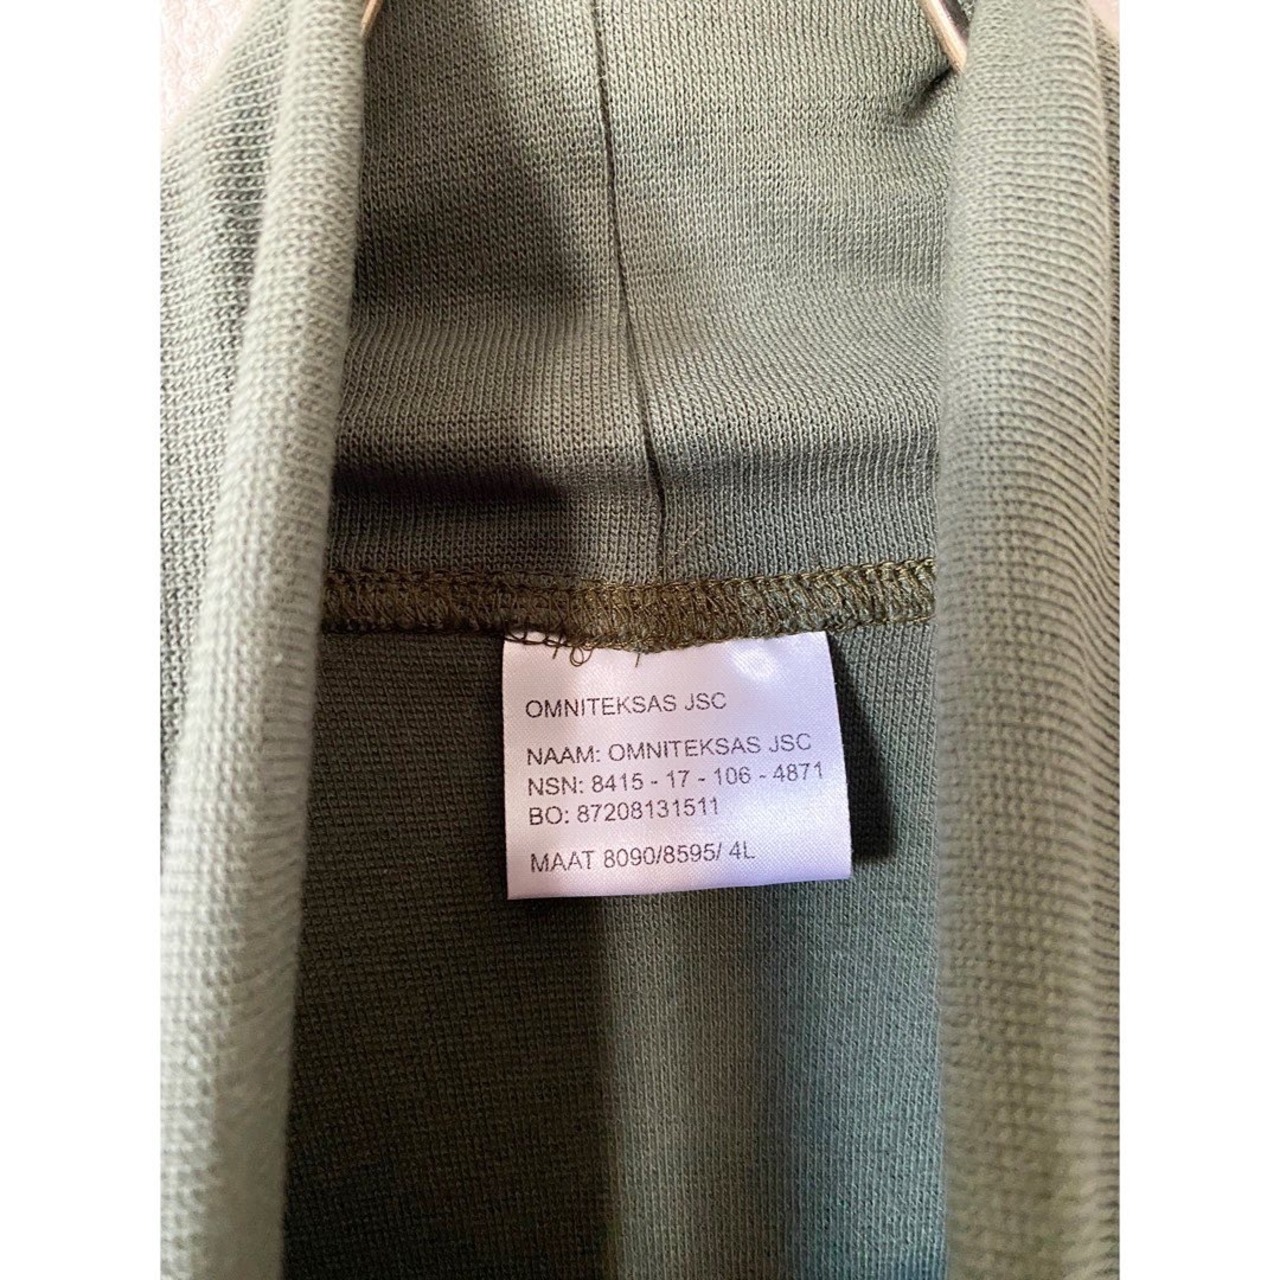 OMNITEKSAS JSC
NAAM: OMNITEKSAS JSC
NSN: 8415 - 17 - 106 - 4871
BO: 87208131511
MAAT 8090/8595/ 4L